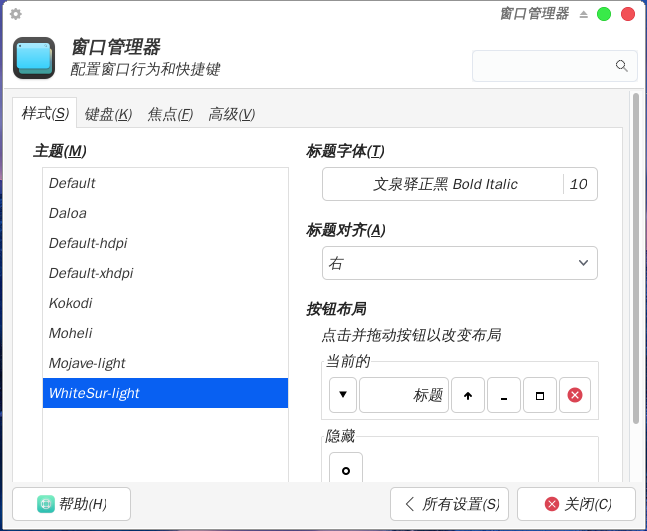 窗口管理器
窗口管理器
配置窗口行为和快捷键
样式(S) 键盘(K) 焦点(F) 高级(V)
主题(M)
Default
Daloa
Default-hdpi
Default-xhdpi
Kokodi
Moheli
Mojave-light
WhiteSur-light
标题字体(T)
文泉驿正黑 Bold Italic 10
标题对齐(A)
右
按钮布局
点击并拖动按钮以改变布局
当前的
标题
隐藏
帮助(H) 所有设置(S) 关闭(C)